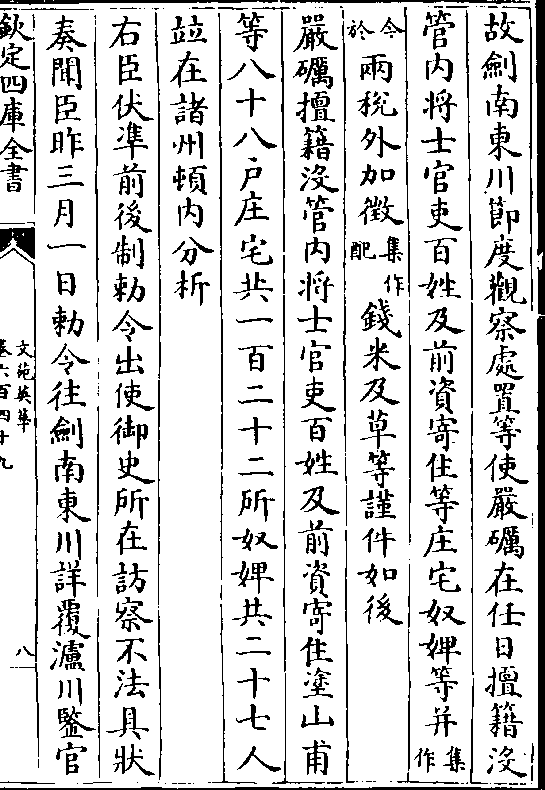 故劍南東川節度觀察處置等使嚴礪在任日擅籍沒
管内将士官吏百姓及前資寄住等庄宅奴婢等并集作
今於兩稅外加徴集作配錢米及草等謹件如後
嚴礪擅籍沒管内将士官吏百姓及前資寄住塗山甫
等八十八户庄宅共一百二十二所奴婢共二十七人
竝在諸州頓内分析
右臣伏準前後制勅令出使御史所在訪察不法具狀
奏聞臣昨三月一日勅令往劍南東川詳覆瀘川鑒官
欽定四庫全書
文苑英華
卷六百四十九
八